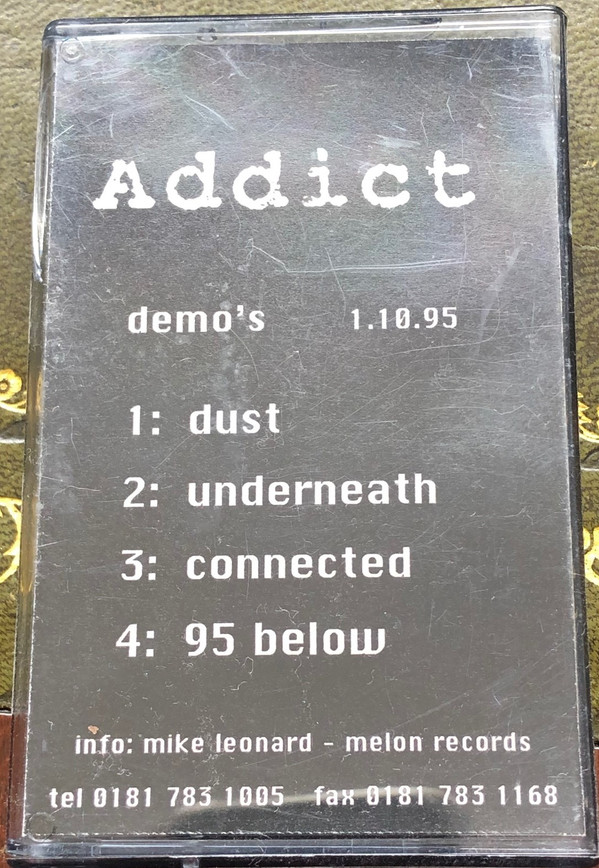 Addict
demo's 1.10.95
1: dust
2: underneath
3: connected
4: 95 below
info: mike leonard - melon records
tel 0181 783 1005 fax 0181 783 1168